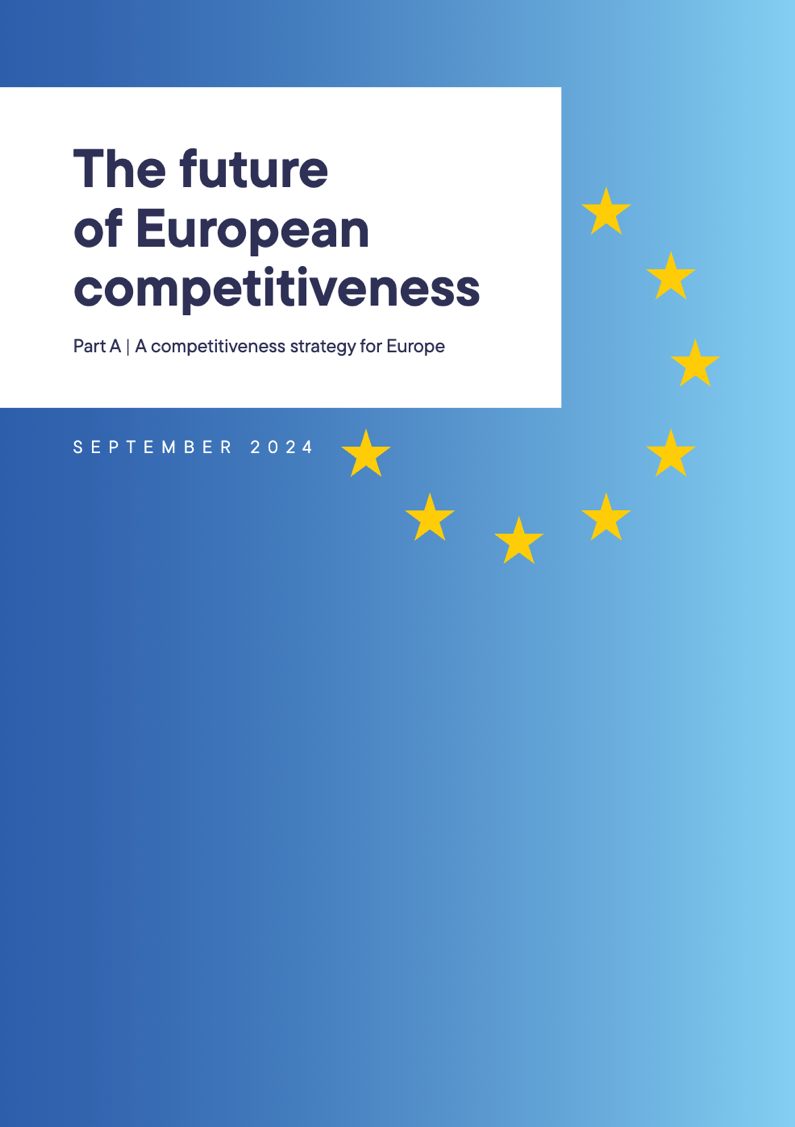 The future
of European
competitiveness
Part A | A competitiveness strategy for Europe
SEPTEMBER 2024